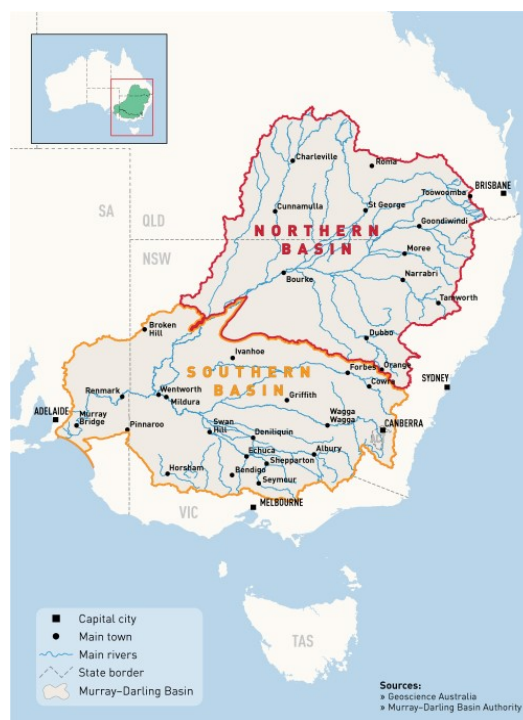 Charleville
Roma
BRISBANE
Toowoomba
Cunnamulla
St George
SA
QLD
Goondiwindi
NORTHERN
BASIN
NSW
Moree
Bourke
Narrabri
Tamworth
Broken
Hill
Dubbo
Ivanhoe
Orange
SOUTHERN
BASIN
Forbes
Cowra
SYDNEY
Renmark
Wentworth
Mildura
Griffith
ADELAIDE
Murray
Bridge
Pinnaroo
Swan
Hill
Wagga
Wagga
CANBERRA
ACT
Deniliquin
Echuca
Albury
Shepparton
Horsham
Bendigo
Seymour
MELBOURNE
VIC
TAS
Capital city
Main town
Main rivers
State border
Murray–Darling Basin
Sources:
» Geoscience Australia
» Murray–Darling Basin Authority